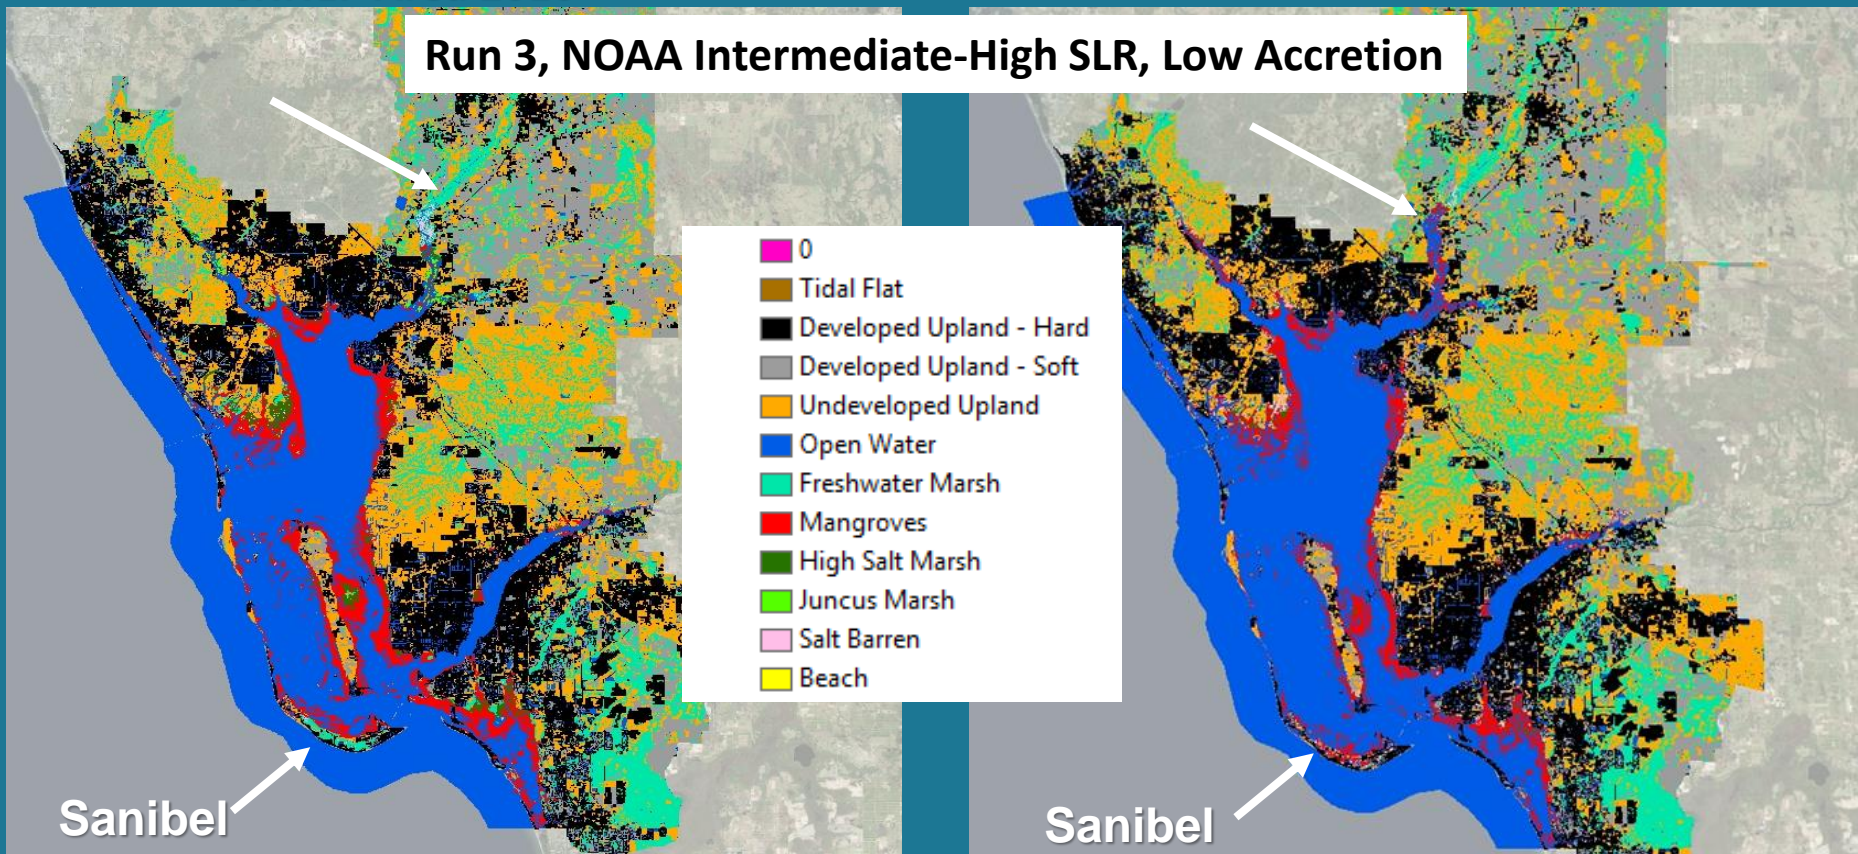 Run 3, NOAA Intermediate-High SLR, Low Accretion
0
Tidal Flat
Developed Upland - Hard
Developed Upland - Soft
Undeveloped Upland
Open Water
Freshwater Marsh
Mangroves
High Salt Marsh
Juncus Marsh
Salt Barren
Beach
Sanibel
Sanibel